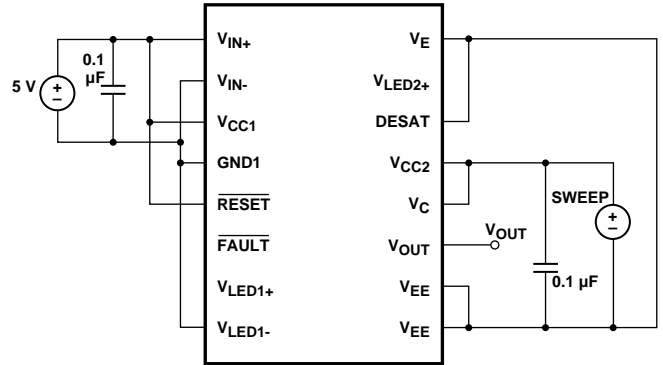 V_IN+
V_IN-
V_CC1
GND1
RESET
FAULT
V_LED1+
V_LED1-
V_E
V_LED2+
DESAT
V_CC2
V_C
V_OUT
V_EE
V_EE
0.1
µF
5 V
+
−
SWEEP
+
−
V_OUT
0.1 µF